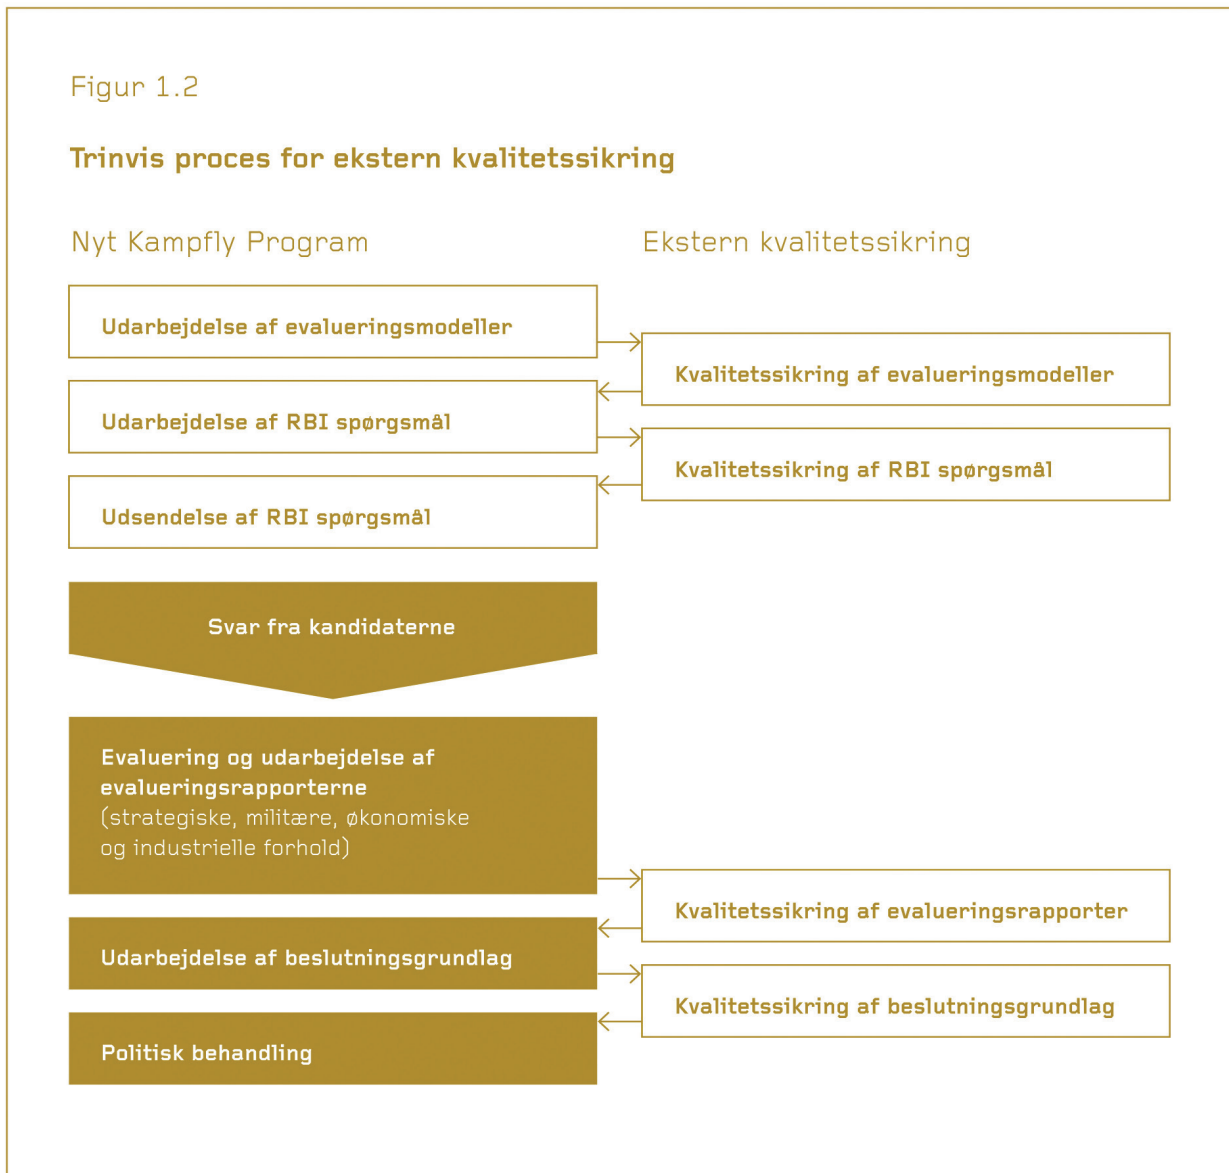 Figur 1.2
Trinvis proces for ekstern kvalitetssikring
Nyt Kampfly Program
Ekstern kvalitetssikring
Udarbejdelse af evalueringsmodeller
Kvalitetssikring af evalueringsmodeller
Udarbejdelse af RBI spørgsmål
Kvalitetssikring af RBI spørgsmål
Udsendelse af RBI spørgsmål
Svar fra kandidaterne
Evaluering og udarbejdelse af
evalueringsrapporterne
(strategiske, militære, økonomiske
og industrielle forhold)
Kvalitetssikring af evalueringsrapporter
Udarbejdelse af beslutningsgrundlag
Kvalitetssikring af beslutningsgrundlag
Politisk behandling